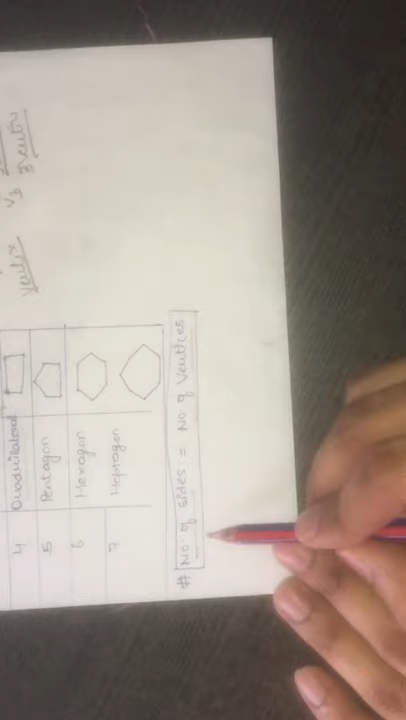 Vertex Vs
4 Quadrilateral
5 Pentagon
6 Hexagon
7 Heptagon
# No. of sides = No of Vertices